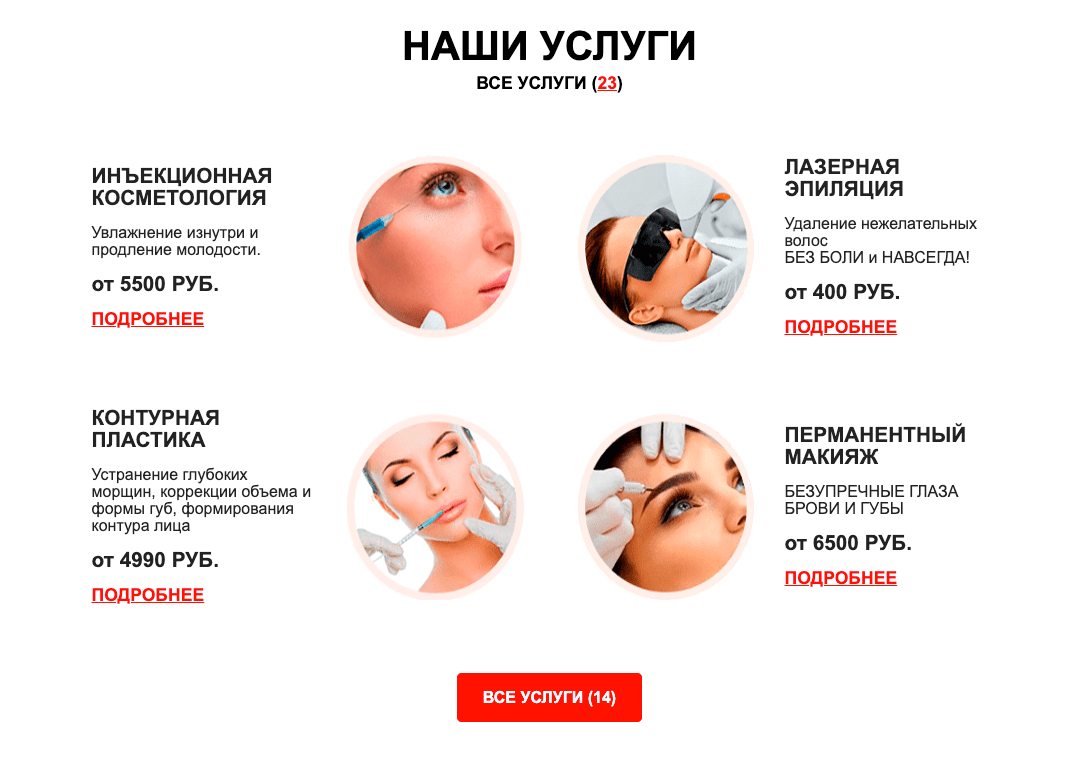 НАШИ УСЛУГИ
ВСЕ УСЛУГИ (23)
ИНЪЕКЦИОННАЯ
КОСМЕТОЛОГИЯ
Увлажнение изнутри и
продление молодости.
от 5500 РУБ.
ПОДРОБНЕЕ
ЛАЗЕРНАЯ
ЭПИЛЯЦИЯ
Удаление нежелательных
волос
БЕЗ БОЛИ и НАВСЕГДА!
от 400 РУБ.
ПОДРОБНЕЕ
КОНТУРНАЯ
ПЛАСТИКА
Устранение глубоких
морщин, коррекции объема и
формы губ, формирования
контура лица
от 4990 РУБ.
ПОДРОБНЕЕ
ПЕРМАНЕНТНЫЙ
МАКИЯЖ
БЕЗУПРЕЧНЫЕ ГЛАЗА
БРОВИ И ГУБЫ
от 6500 РУБ.
ПОДРОБНЕЕ
ВСЕ УСЛУГИ (14)